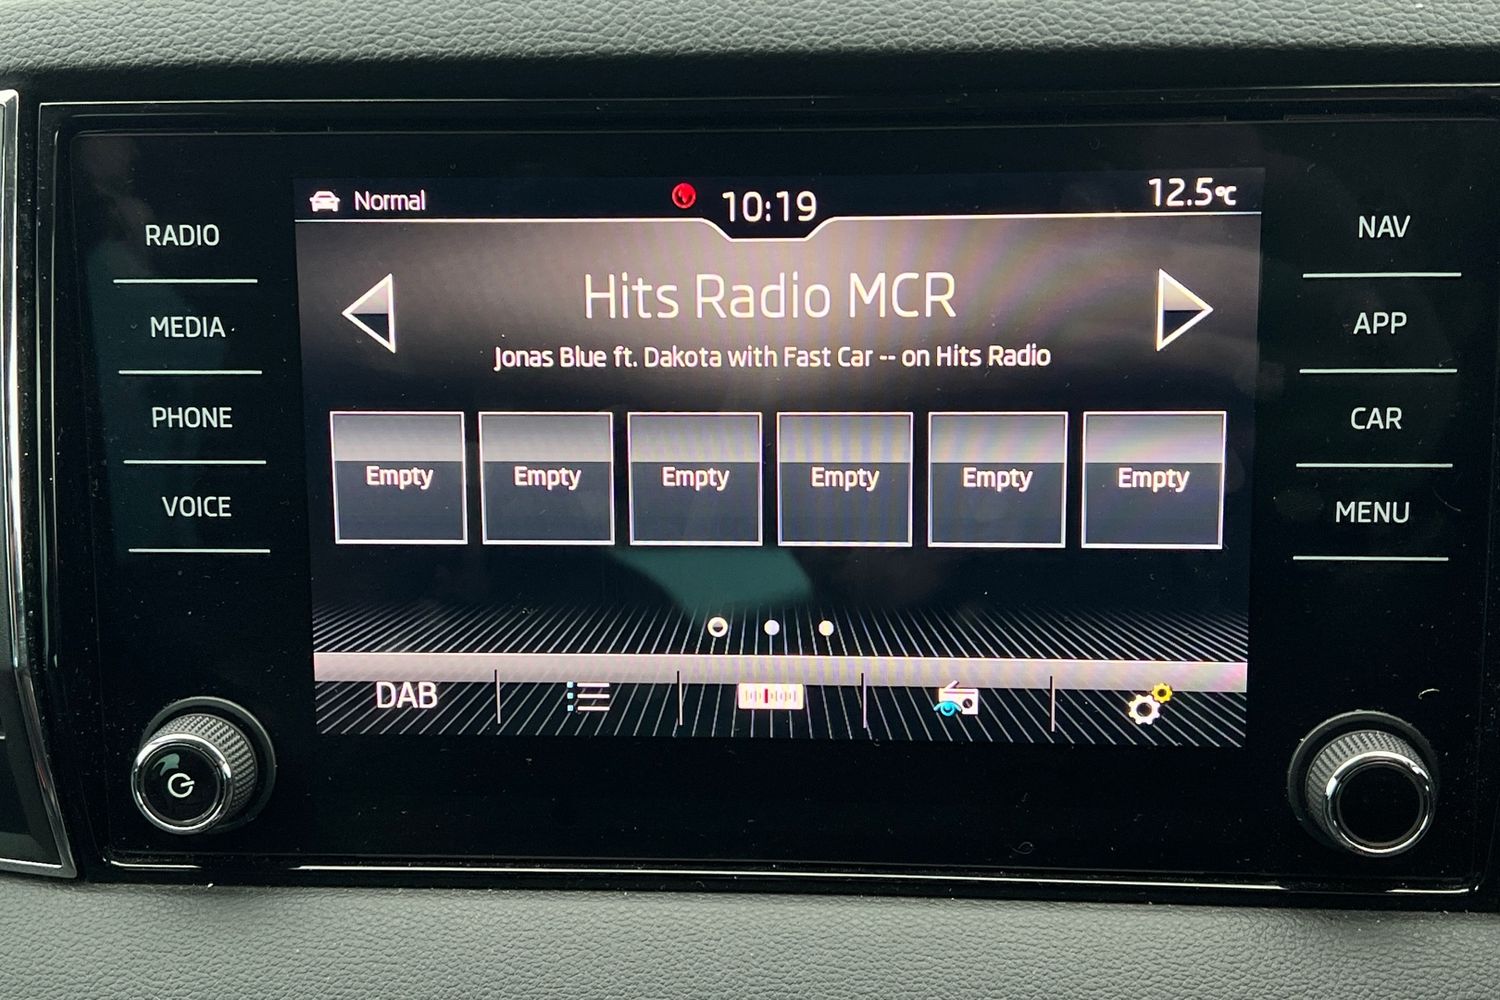 Normal
10:19
12.5°C
RADIO
MEDIA
PHONE
VOICE
Hits Radio MCR
Jonas Blue ft. Dakota with Fast Car -- on Hits Radio
Empty Empty Empty Empty Empty Empty
DAB
NAV
APP
CAR
MENU